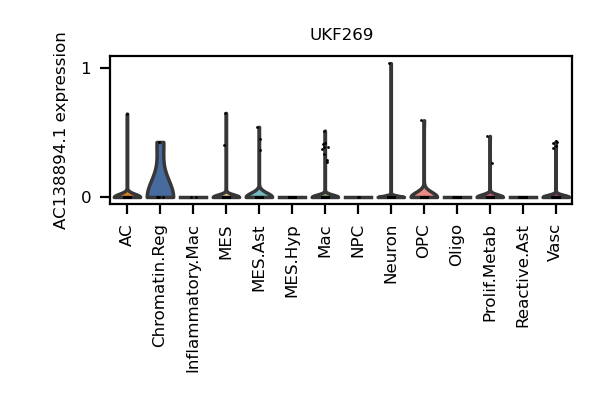 UKF269
AC138894.1 expression
1
0
AC
Chromatin.Reg
Inflammatory.Mac
MES
MES.Ast
MES.Hyp
Mac
NPC
Neuron
OPC
Oligo
Prolif.Metab
Reactive.Ast
Vasc